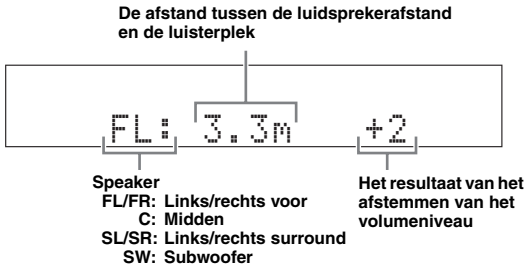 De afstand tussen de luidsprekerafstand
en de luisterplek
FL: 3.3m +2
Speaker
FL/FR: Links/rechts voor
C: Midden
SL/SR: Links/rechts surround
SW: Subwoofer
Het resultaat van het
afstemmen van het
volumeniveau